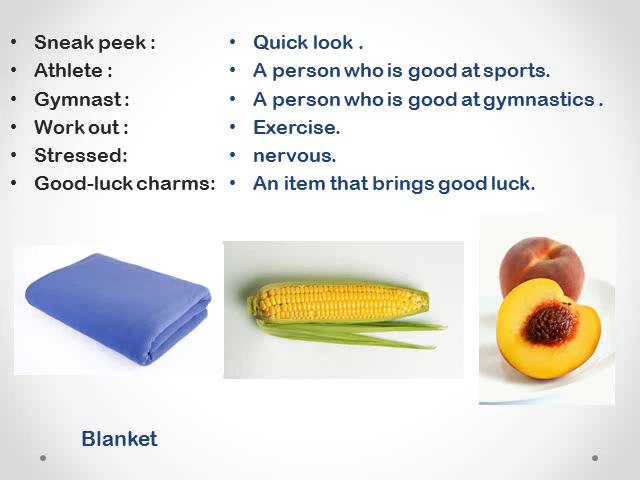 • Sneak peek : • Quick look .
• Athlete : • A person who is good at sports.
• Gymnast : • A person who is good at gymnastics .
• Work out : • Exercise.
• Stressed: • nervous.
• Good-luck charms: • An item that brings good luck.
Blanket